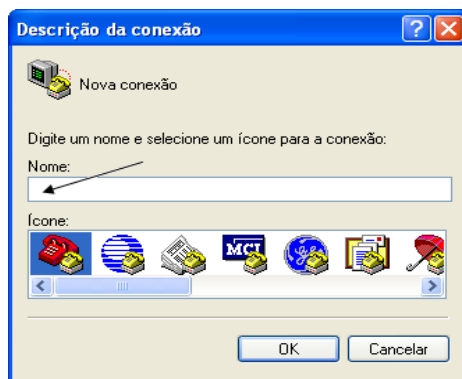 Descrição da conexão
Nova conexão
Digite um nome e selecione um ícone para a conexão:
Nome:
Ícone:
MCI
OK
Cancelar